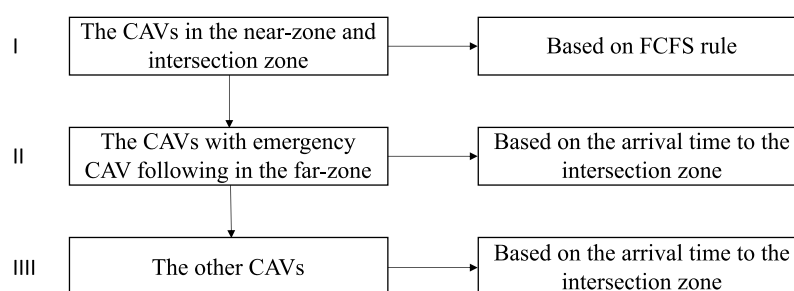 I
The CAVs in the near-zone and
intersection zone
Based on FCFS rule
II
The CAVs with emergency
CAV following in the far-zone
Based on the arrival time to the
intersection zone
IIII
The other CAVs
Based on the arrival time to the
intersection zone